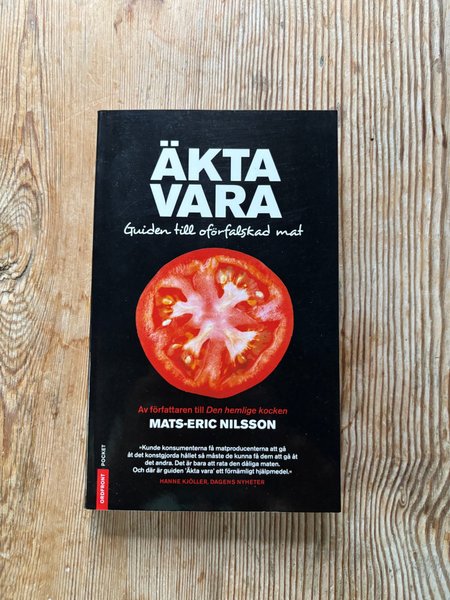 ÄKTA
VARA
Guiden till oförfalskad mat
Av författaren till Den hemlige kocken
MATS-ERIC NILSSON
»Kunde konsumenterna få matproducenterna att gå
åt det konstgjorda hållet så måste de kunna få dem att gå åt
det andra. Det är bara att rata den dåliga maten.
Och där är guiden 'Äkta vara' ett förnämligt hjälpmedel.»
HANNE KJÖLLER, DAGENS NYHETER
ORDFRONT POCKET